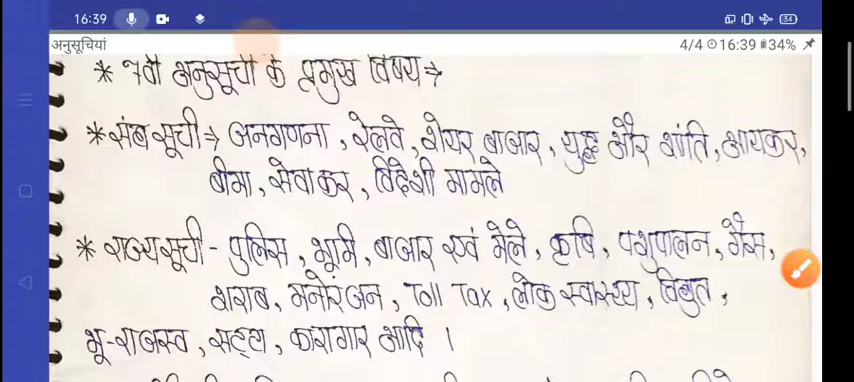 16:39 34
अनुसूचियां 4/4 16:39 34%
* 7वी अनुसूची के प्रमुख विषय ⇒
* संघ सूची ⇒ जनगणना, रेलवे, शेयर बाजार, युद्ध और शांति, आयकर,
बीमा, सेवाकर, विदेशी मामले
* राज्यसूची - पुलिस, भूमि, बाजार एवं मेले, कृषि, पशुपालन, गैस,
शराब, मनोरंजन, Toll Tax, लोक स्वास्थ्य, विद्युत,
भू-राजस्व, सट्टा, कारागार आदि ।